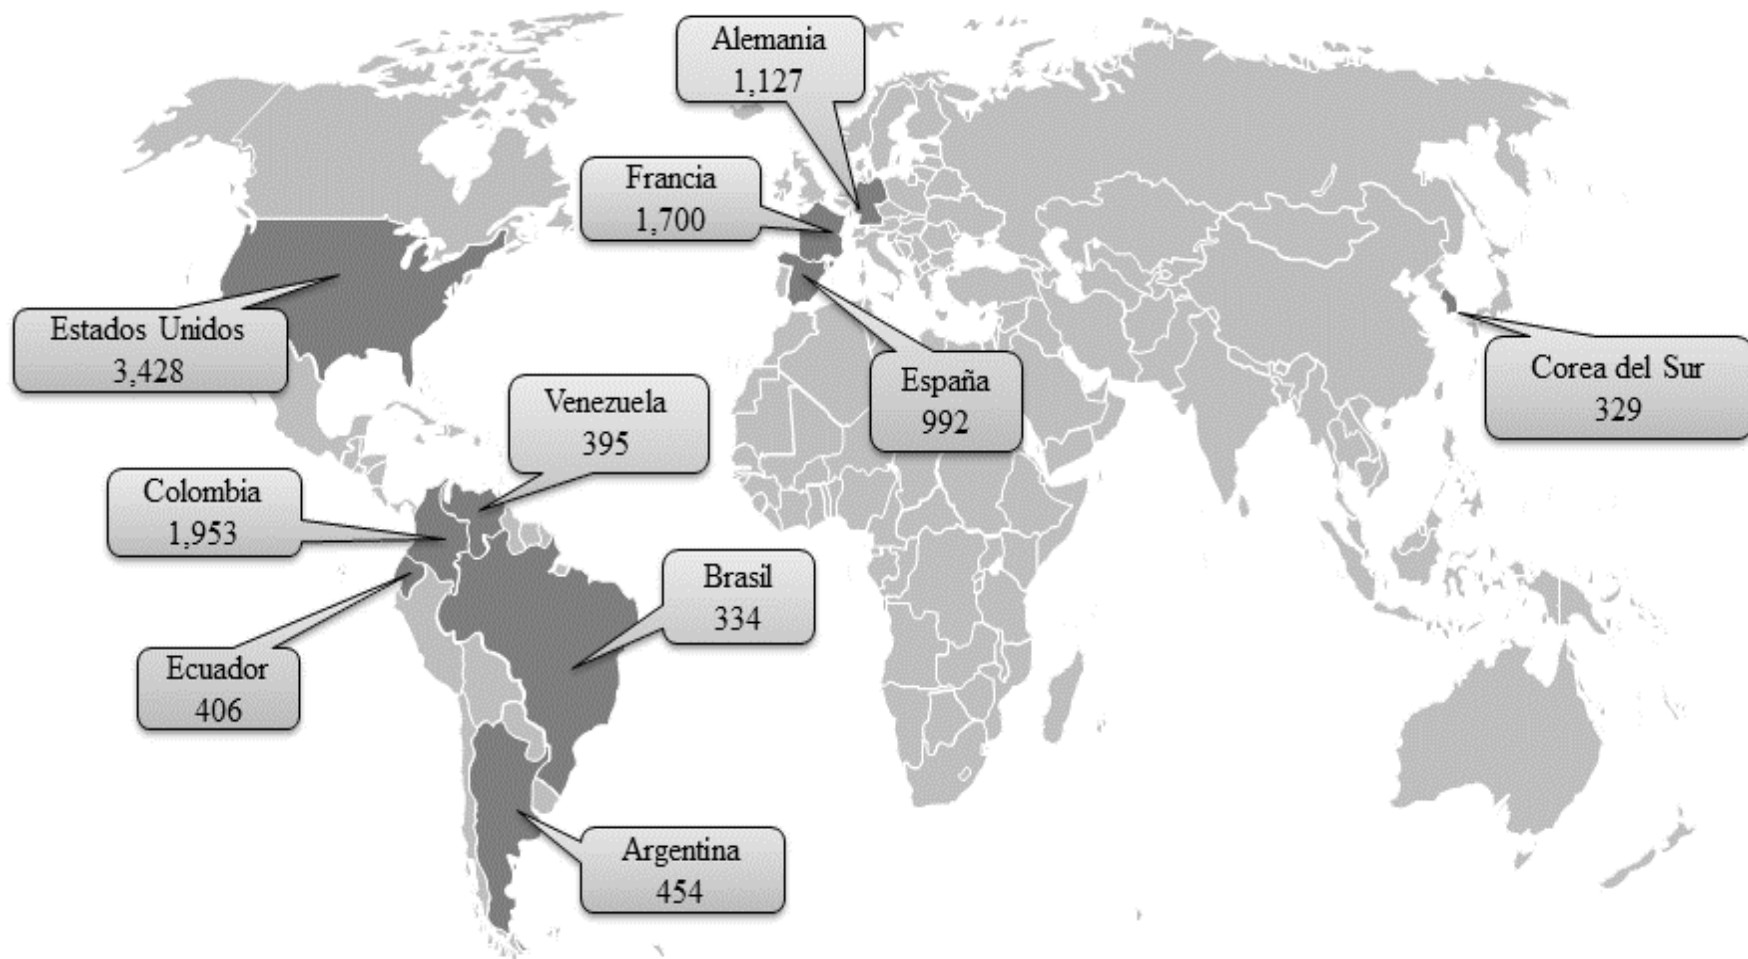 Alemania
1,127
Francia
1,700
Estados Unidos
3,428
España
992
Corea del Sur
329
Venezuela
395
Colombia
1,953
Brasil
334
Ecuador
406
Argentina
454